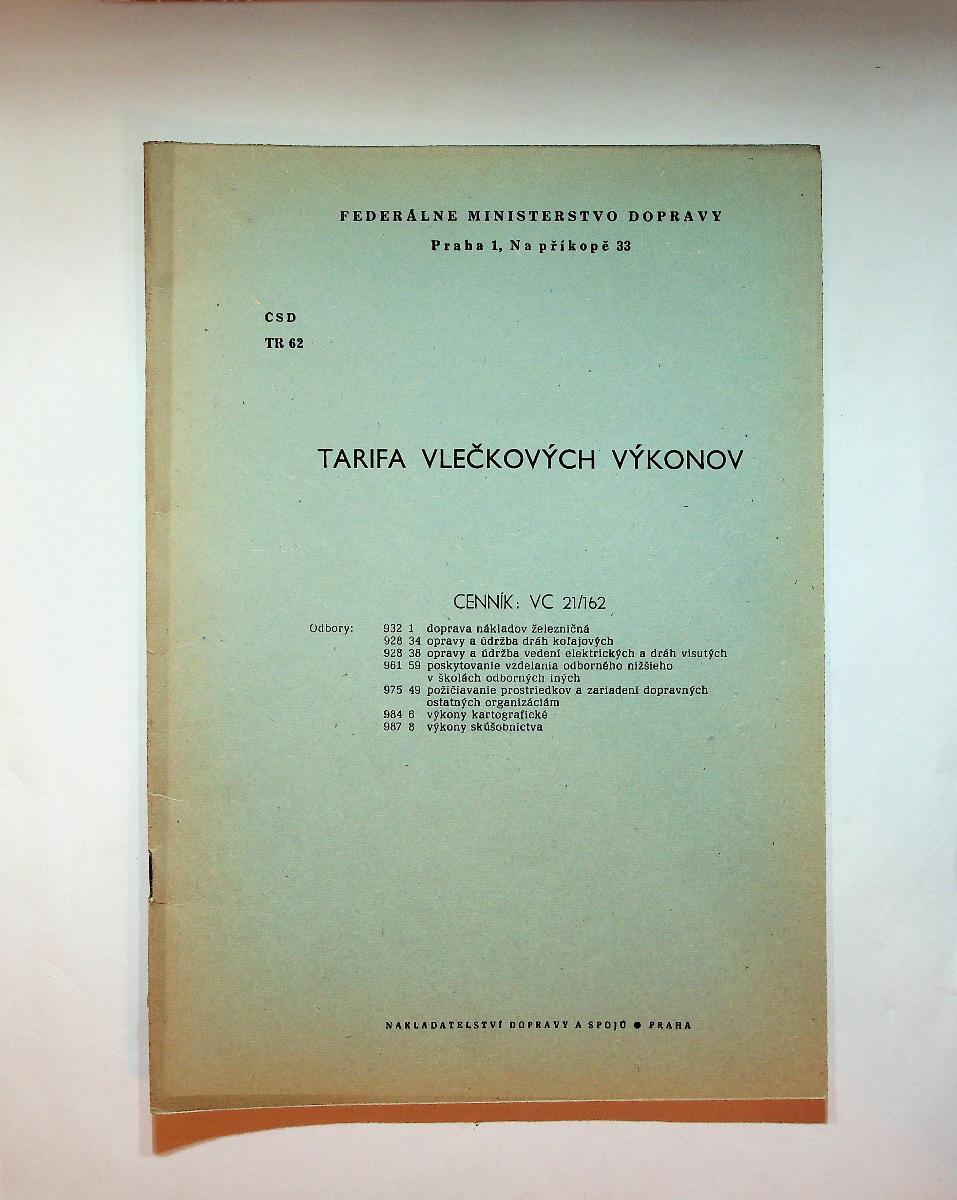 FEDERÁLNE MINISTERSTVO DOPRAVY
Praha 1, Na příkopě 33
ČSD
TR 62
TARIFA VLEČKOVÝCH VÝKONOV
CENNÍK: VC 21/162
Odbory: 932 1 doprava nákladov železničná
928 34 opravy a údržba dráh koľajových
928 38 opravy a údržba vedení elektrických a dráh visutých
961 59 poskytovanie vzdelania odborného nižšieho
v školách odborných iných
975 49 požičiavanie prostriedkov a zariadení dopravných
ostatných organizáciám
984 6 výkony kartografické
987 8 výkony skúšobníctva
NAKLADATELSTVÍ DOPRAVY A SPOJŮ ● PRAHA